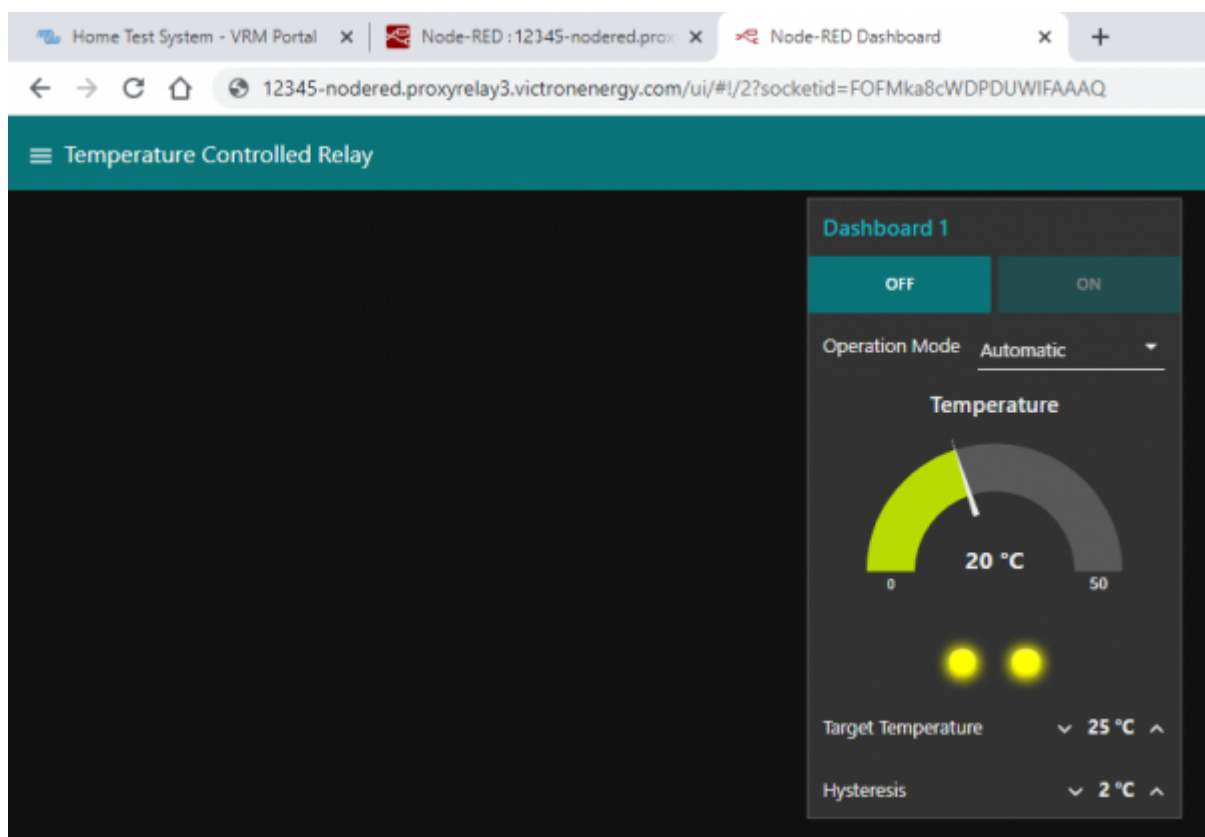 Home Test System - VRM Portal
Node-RED : 12345-nodered.prox
Node-RED Dashboard
12345-nodered.proxyrelay3.victronenergy.com/ui/#!/2?socketid=FOFMka8cWDPDUWIFAAAQ
Temperature Controlled Relay
Dashboard 1
OFF ON
Operation Mode Automatic
Temperature
20 °C
0 50
Target Temperature 25 °C
Hysteresis 2 °C